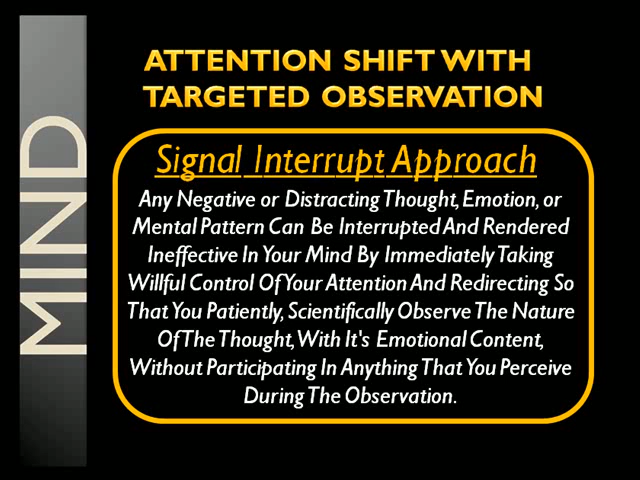 MIND
ATTENTION SHIFT WITH
TARGETED OBSERVATION
Signal Interrupt Approach
Any Negative or Distracting Thought, Emotion, or
Mental Pattern Can Be Interrupted And Rendered
Ineffective In Your Mind By Immediately Taking
Willful Control Of Your Attention And Redirecting So
That You Patiently, Scientifically Observe The Nature
Of The Thought, With It's Emotional Content,
Without Participating In Anything That You Perceive
During The Observation.